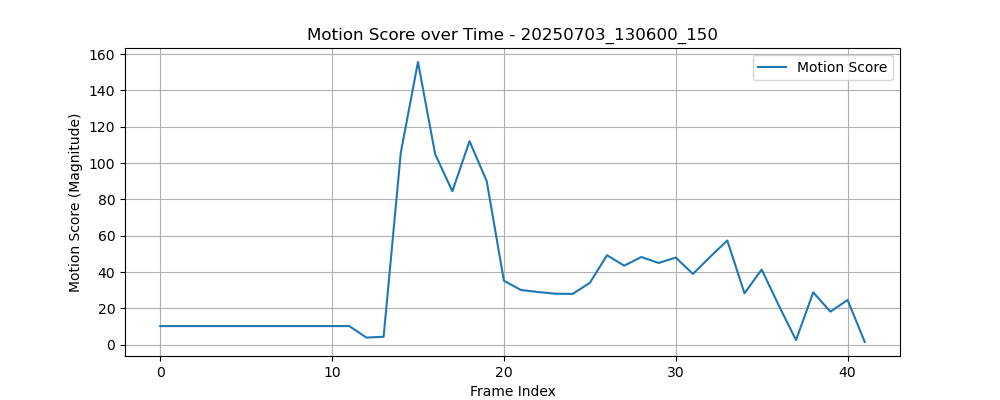 Motion Score over Time - 20250703_130600_150
Motion Score
Motion Score (Magnitude)
160
140
120
100
80
60
40
20
0
0 10 20 30 40
Frame Index